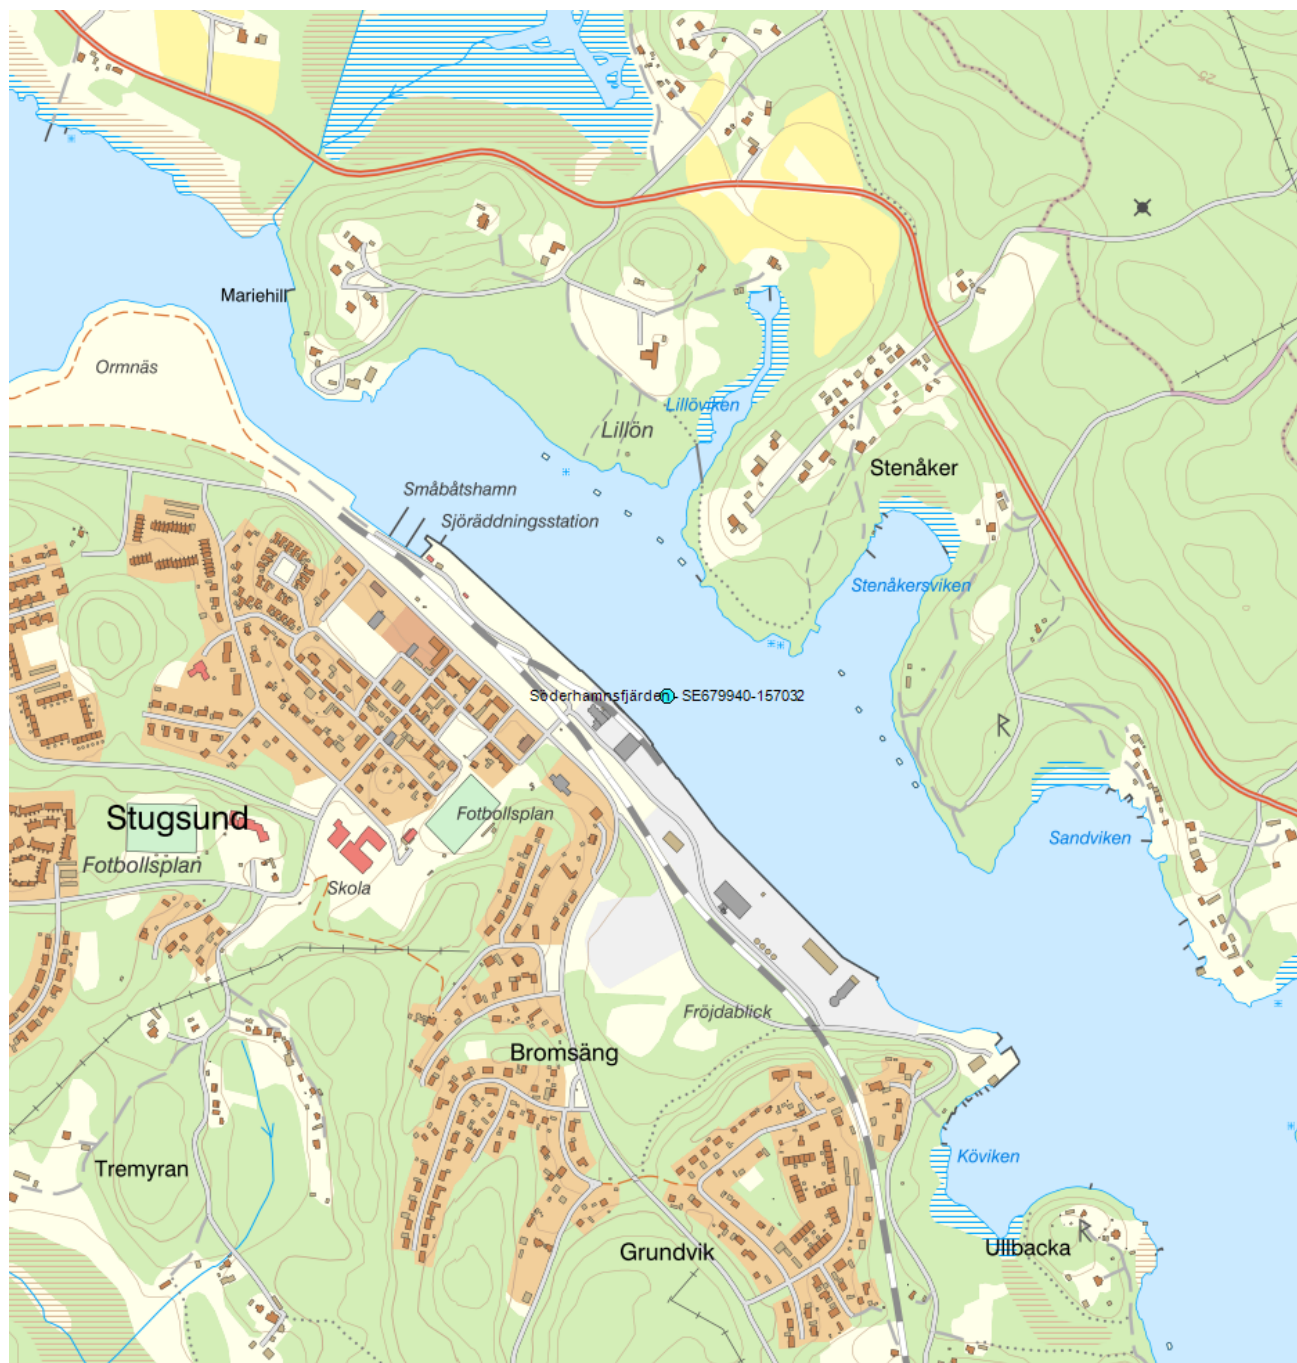 25
Mariehill
Ormnäs
Lillöviken
Lillön
Stenåker
Småbåtshamn
Sjöräddningsstation
Stenåkersviken
Söderhamnsfjärden - SE679940-157032
Stugsund
Fotbollsplan
Fotbollsplan
Sandviken
Skola
Fröjdablick
Bromsäng
Köviken
Tremyran
Grundvik
Ullbacka